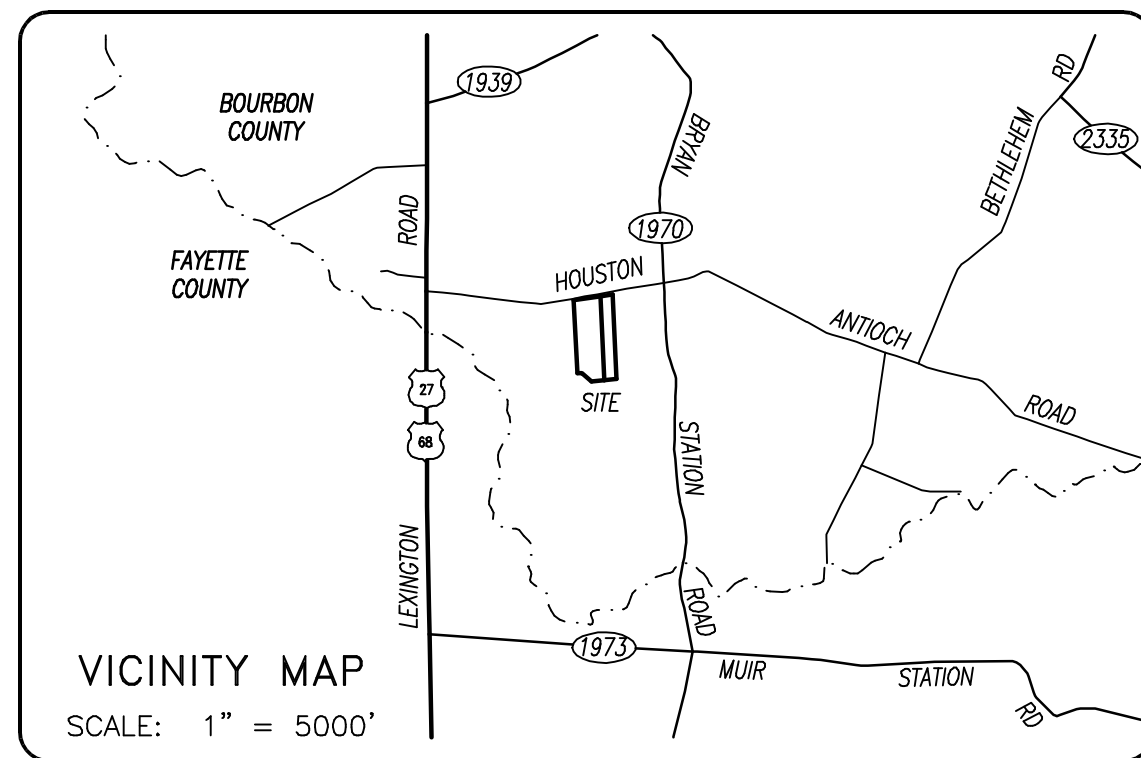 1939
RD
BOURBON
COUNTY
BRYAN
2335
BETHLEHEM
ROAD
1970
FAYETTE
COUNTY
HOUSTON
ANTIOCH
27
SITE
ROAD
68
STATION
LEXINGTON
ROAD
1973
MUIR
STATION
RD
VICINITY MAP
SCALE: 1" = 5000'